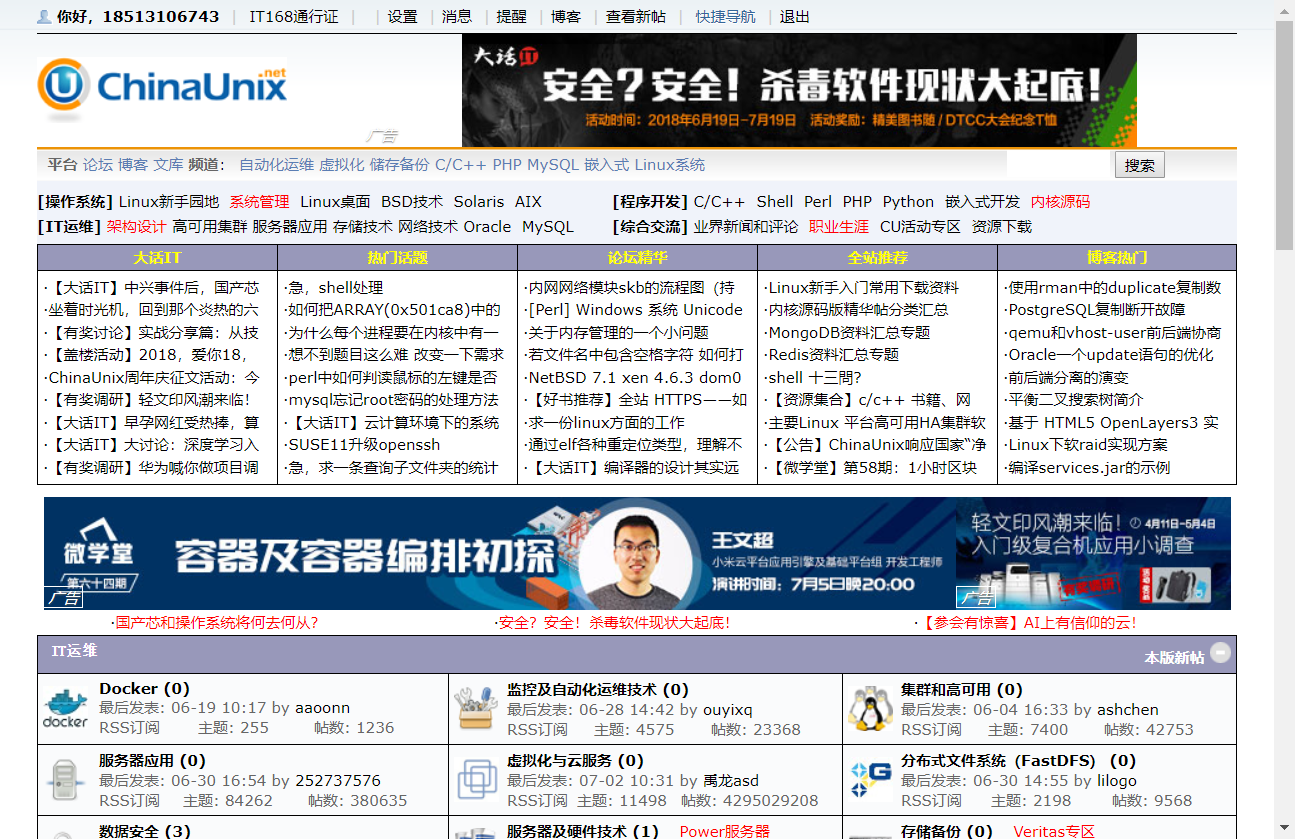 你好，18513106743 | IT168通行证 | | 设置 | 消息 | 提醒 | 博客 | 查看新帖 | 快捷导航 | 退出
ChinaUnix.net
广告
大话IT
安全？安全！杀毒软件现状大起底！
活动时间：2018年6月19日-7月19日 活动奖励：精美图书随 / DTCC大会纪念T恤
平台 论坛 博客 文库 频道： 自动化运维 虚拟化 储存备份 C/C++ PHP MySQL 嵌入式 Linux系统
搜索
[操作系统] Linux新手园地 系统管理 Linux桌面 BSD技术 Solaris AIX
[程序开发] C/C++ Shell Perl PHP Python 嵌入式开发 内核源码
[IT运维] 架构设计 高可用集群 服务器应用 存储技术 网络技术 Oracle MySQL
[综合交流] 业界新闻和评论 职业生涯 CU活动专区 资源下载
大话IT
·【大话IT】中兴事件后，国产芯
·坐着时光机，回到那个炎热的六
·【有奖讨论】实战分享篇：从技
·【盖楼活动】2018，爱你18，
·ChinaUnix周年庆征文活动：今
·【有奖调研】轻文印风潮来临！
·【大话IT】早孕网红受热捧，算
·【大话IT】大讨论：深度学习入
·【有奖调研】华为喊你做项目调
热门话题
·急，shell处理
·如何把ARRAY(0x501ca8)中的
·为什么每个进程要在内核中有一
·想不到题目这么难 改变一下需求
·perl中如何判读鼠标的左键是否
·mysql忘记root密码的处理方法
·【大话IT】云计算环境下的系统
·SUSE11升级openssh
·急，求一条查询子文件夹的统计
论坛精华
·内网网络模块skb的流程图（持
·[Perl] Windows 系统 Unicode
·关于内存管理的一个小问题
·若文件名中包含空格字符 如何打
·NetBSD 7.1 xen 4.6.3 dom0
·【好书推荐】全站 HTTPS——如
·求一份linux方面的工作
·通过elf各种重定位类型，理解不
·【大话IT】编译器的设计其实远
全站推荐
·Linux新手入门常用下载资料
·内核源码版精华帖分类汇总
·MongoDB资料汇总专题
·Redis资料汇总专题
·shell 十三問?
·【资源集合】c/c++ 书籍、网
·主要Linux 平台高可用HA集群软
·【公告】ChinaUnix响应国家“净
·【微学堂】第58期：1小时区块
博客热门
·使用rman中的duplicate复制数
·PostgreSQL复制断开故障
·qemu和vhost-user前后端协商
·Oracle一个update语句的优化
·前后端分离的演变
·平衡二叉搜索树简介
·基于 HTML5 OpenLayers3 实
·Linux下软raid实现方案
·编译services.jar的示例
微学堂
第六十四期
广告
容器及容器编排初探
王文超
小米云平台应用引擎及基础平台组 开发工程师
演讲时间：7月5日晚20:00
轻文印风潮来临！ 4月11日-5月4日
入门级复合机应用小调查
有奖调研
广告
·国产芯和操作系统将何去何从?
·安全？安全！杀毒软件现状大起底！
·【参会有惊喜】AI上有信仰的云！
IT运维
本版新帖
docker
Docker (0)
最后发表: 06-19 10:17 by aaoonn
RSS订阅 主题: 255 帖数: 1236
监控及自动化运维技术 (0)
最后发表: 06-28 14:42 by ouyixq
RSS订阅 主题: 4575 帖数: 23368
集群和高可用 (0)
最后发表: 06-04 16:33 by ashchen
RSS订阅 主题: 7400 帖数: 42753
服务器应用 (0)
最后发表: 06-30 16:54 by 252737576
RSS订阅 主题: 84262 帖数: 380635
虚拟化与云服务 (0)
最后发表: 07-02 10:31 by 禹龙asd
RSS订阅 主题: 11498 帖数: 4295029208
分布式文件系统（FastDFS） (0)
最后发表: 06-30 14:55 by lilogo
RSS订阅 主题: 2198 帖数: 9568
数据安全 (3)
服务器及硬件技术 (1) Power服务器
存储备份 (0) Veritas专区